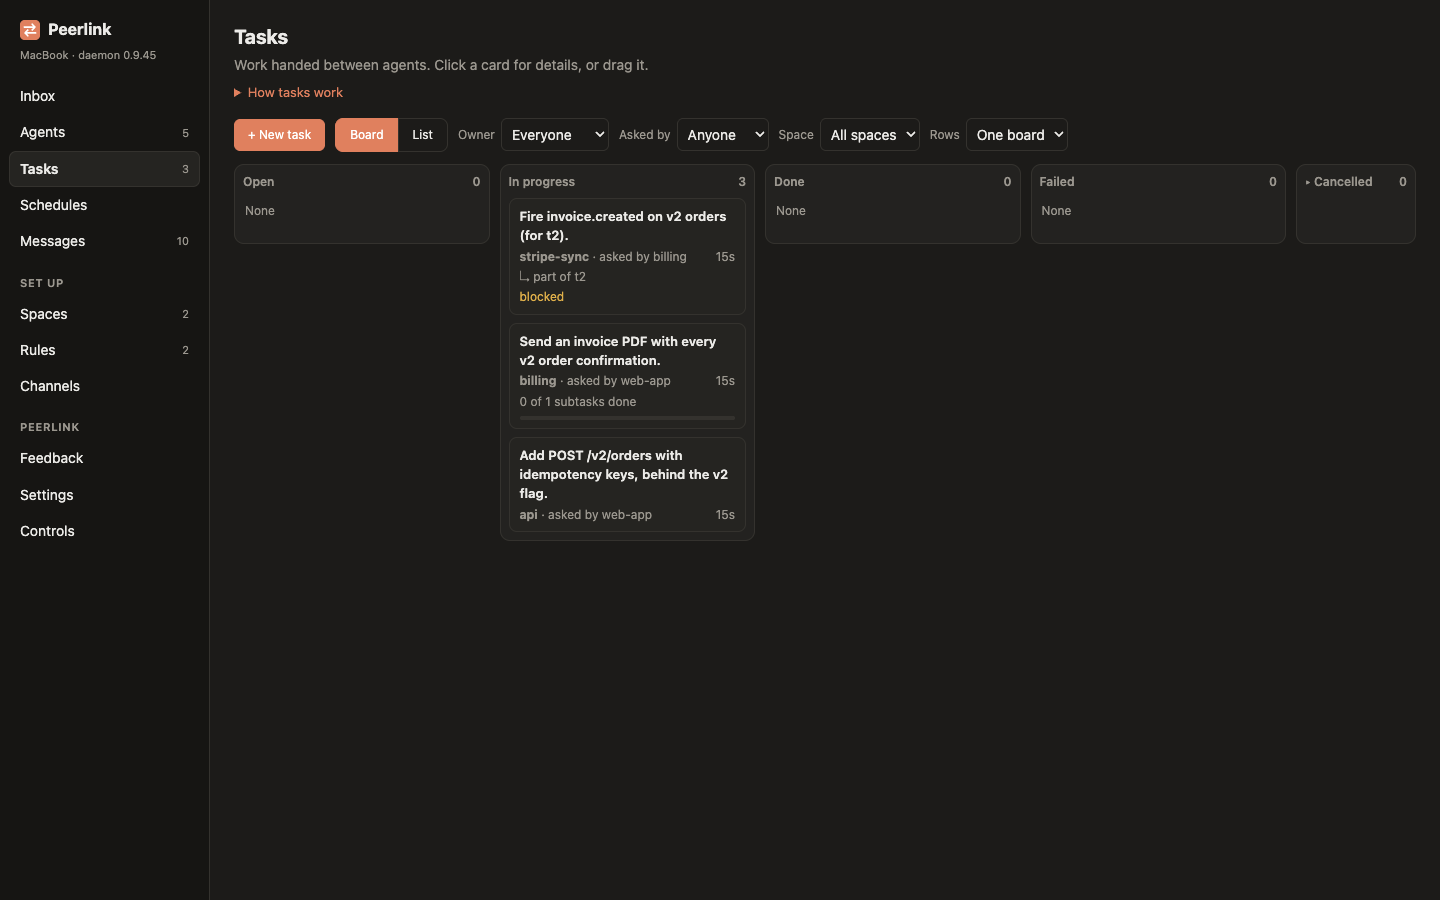 Peerlink
MacBook · daemon 0.9.45
Inbox
Agents 5
Tasks 3
Schedules
Messages 10
SET UP
Spaces 2
Rules 2
Channels
PEERLINK
Feedback
Settings
Controls
Tasks
Work handed between agents. Click a card for details, or drag it.
How tasks work
+ New task Board List Owner Everyone Asked by Anyone Space All spaces Rows One board
Open 0
None
In progress 3
Fire invoice.created on v2 orders
(for t2).
stripe-sync · asked by billing 15s
part of t2
blocked
Send an invoice PDF with every
v2 order confirmation.
billing · asked by web-app 15s
0 of 1 subtasks done
Add POST /v2/orders with
idempotency keys, behind the v2
flag.
api · asked by web-app 15s
Done 0
None
Failed 0
None
Cancelled 0